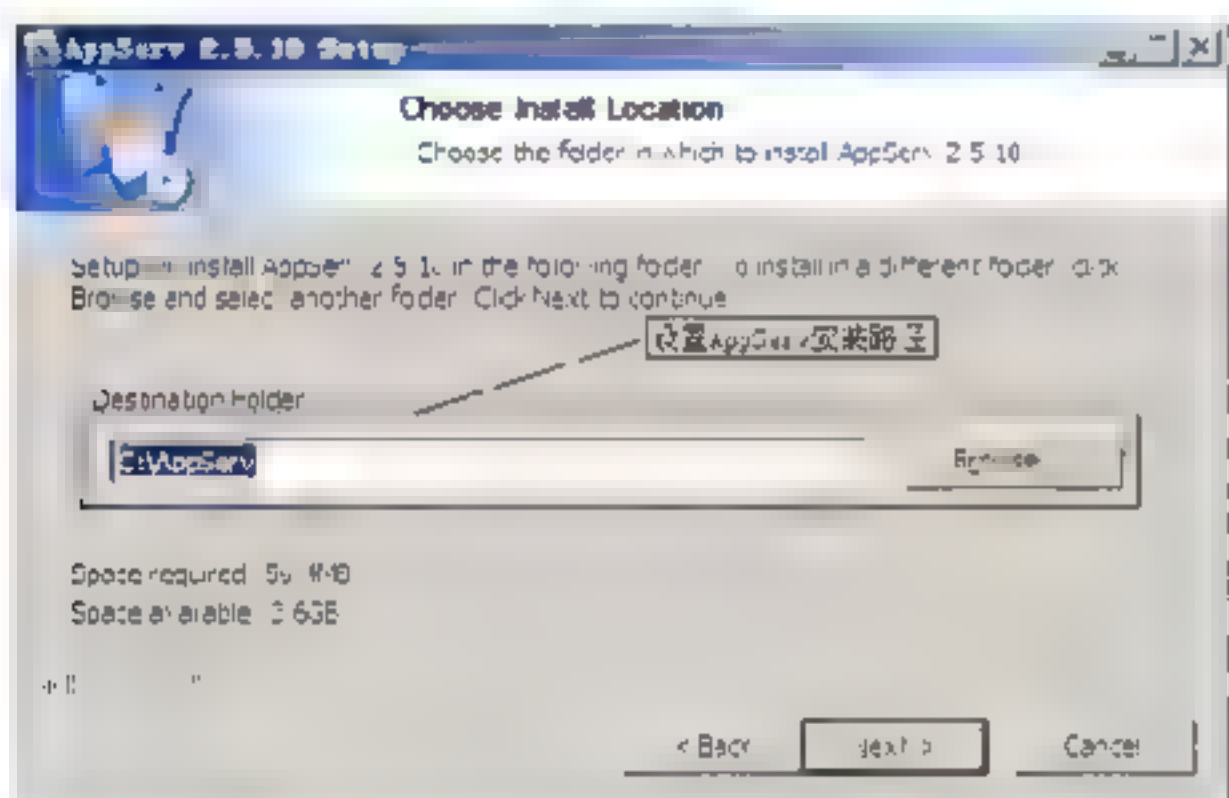 AppServ 2.5.10 Setup
Choose Install Location
Choose the folder in which to install AppServ 2.5.10
Setup will install AppServ 2.5.10 in the following folder. To install in a different folder, click
Browse and select another folder. Click Next to continue.
设置AppServ安装路径
Destination Folder
C:\AppServ
Browse
Space required:
Space available: 6GB
< Back
Next >
Cancel